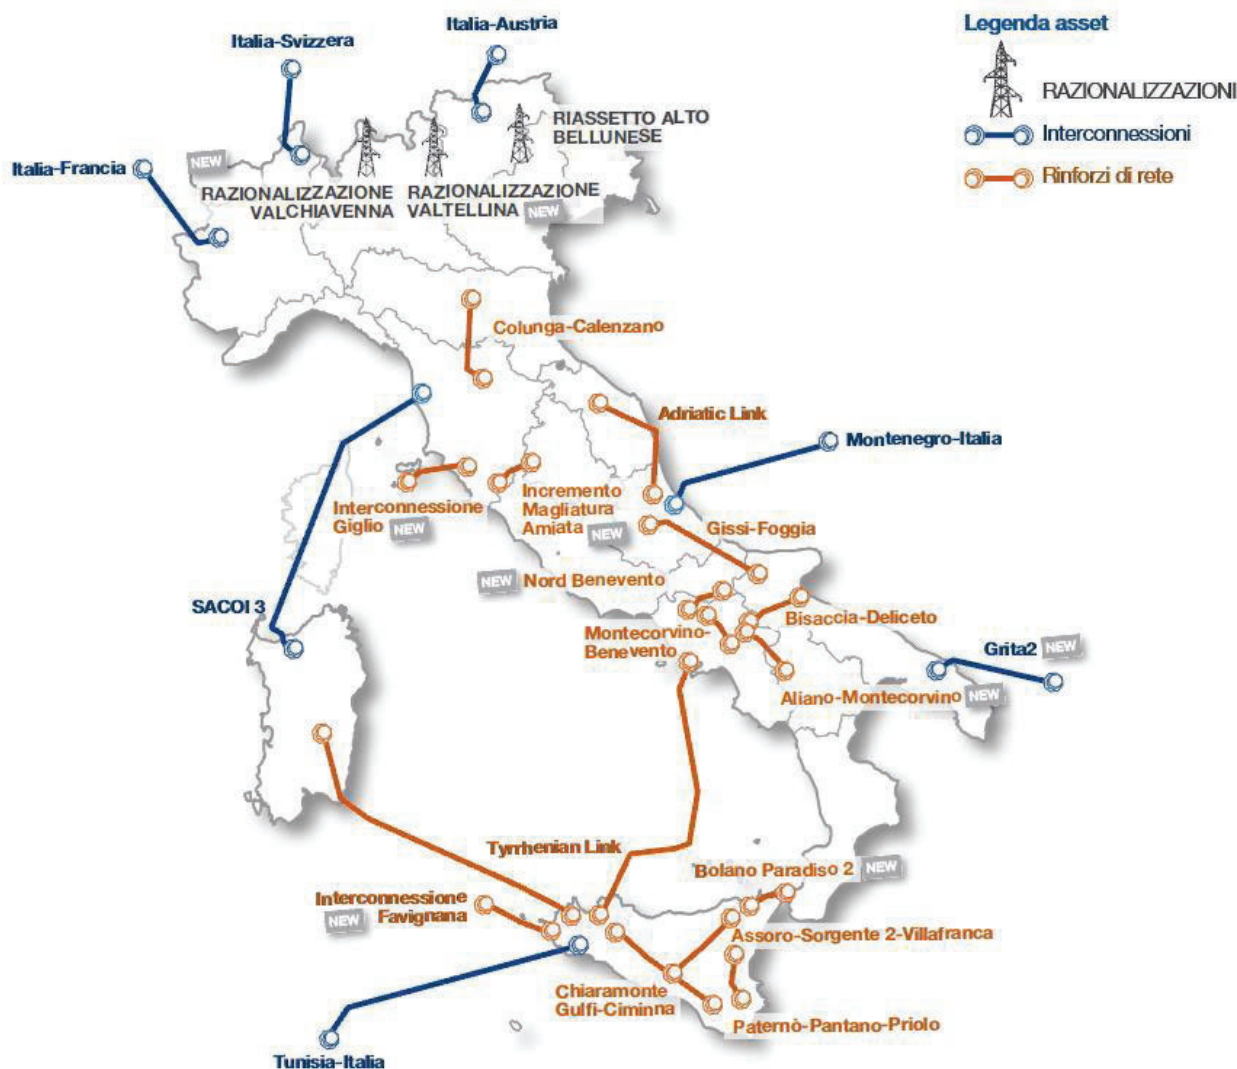 Italia-Austria
Legenda asset
Italia-Svizzera
RAZIONALIZZAZIONI
RIASSETTO ALTO
BELLUNESE
Interconnessioni
NEW
Italia-Francia
Rinforzi di rete
RAZIONALIZZAZIONE
VALCHIAVENNA
RAZIONALIZZAZIONE
VALTELLINA NEW
Colunga-Calenzano
Adriatic Link
Montenegro-Italia
Interconnessione
Giglio NEW
Incremento
Magliatura
Amiata NEW
Gissi-Foggia
NEW Nord Benevento
SACOI 3
Bisaccia-Deliceto
Montecorvino-
Benevento
Grita2 NEW
Aliano-Montecorvino NEW
Tyrrhenian Link
Bolano Paradiso 2 NEW
Interconnessione
NEW Favignana
Assoro-Sorgente 2-Villafranca
Chiaramonte
Gulfi-Ciminna
Paternò-Pantano-Priolo
Tunisia-Italia